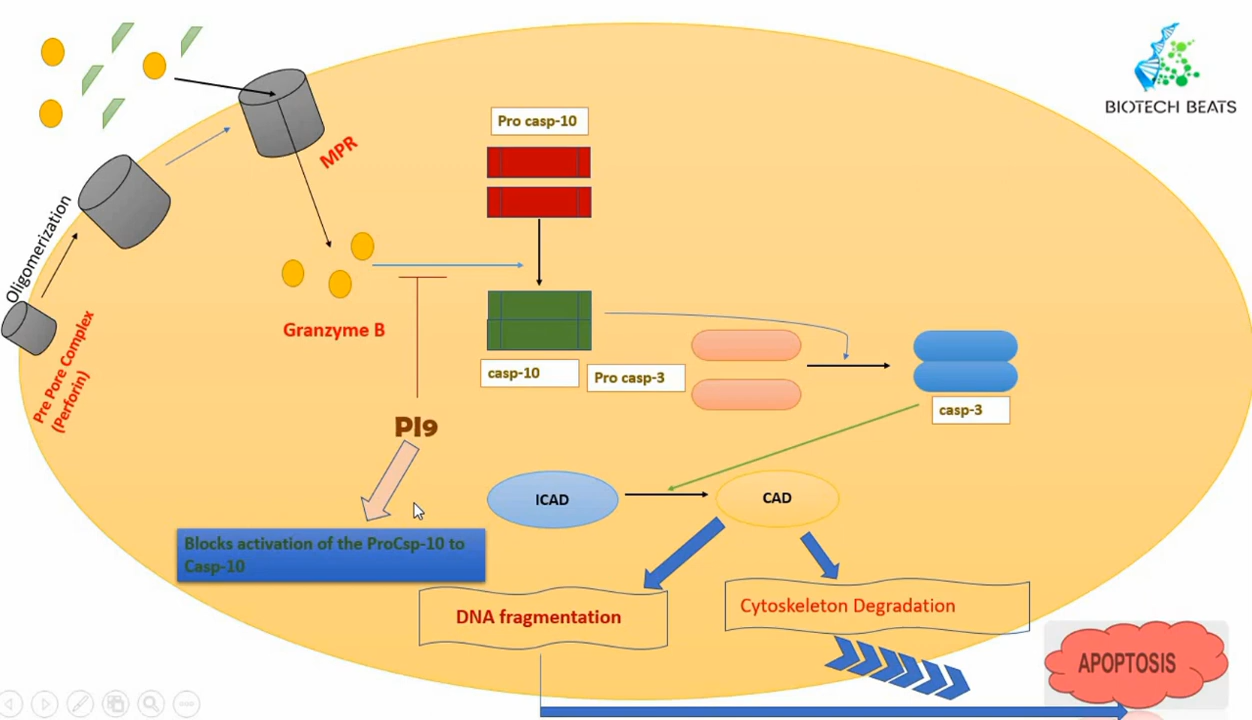 BIOTECH BEATS
Pro casp-10
MPR
Oligomerization
Granzyme B
Pre Pore Complex
(Perforin)
casp-10
Pro casp-3
casp-3
PI9
ICAD
CAD
Blocks activation of the ProCsp-10 to
Casp-10
DNA fragmentation
Cytoskeleton Degradation
APOPTOSIS